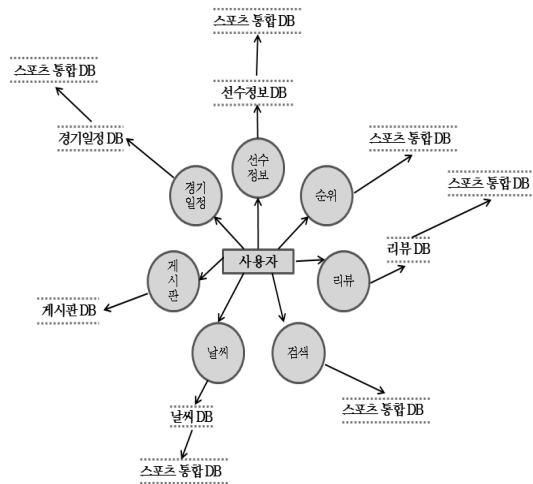 스포츠 통합 DB
스포츠 통합 DB
선수정보 DB
경기일정 DB
스포츠 통합 DB
선수
정보
경기
일정
순위
스포츠 통합 DB
리뷰 DB
사용자
게
시
판
리뷰
게시판 DB
날씨
검색
스포츠 통합 DB
날씨 DB
스포츠 통합 DB